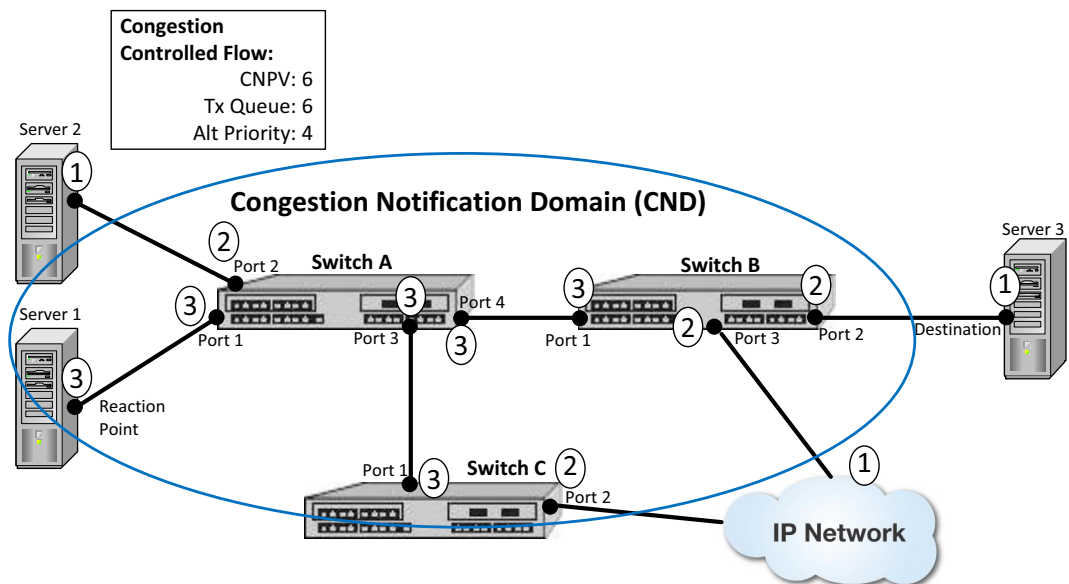 Congestion
Controlled Flow:
CNPV: 6
Tx Queue: 6
Alt Priority: 4
Server 2
1
Congestion Notification Domain (CND)
2
Port 2
Switch A
Switch B
Server 3
3
3
Port 4
3
2
1
Server 1
Port 1
Port 3
3
Port 1
2
Port 3
Port 2
Destination
3
Reaction
Point
Port 1
3
Switch C
2
Port 2
1
IP Network